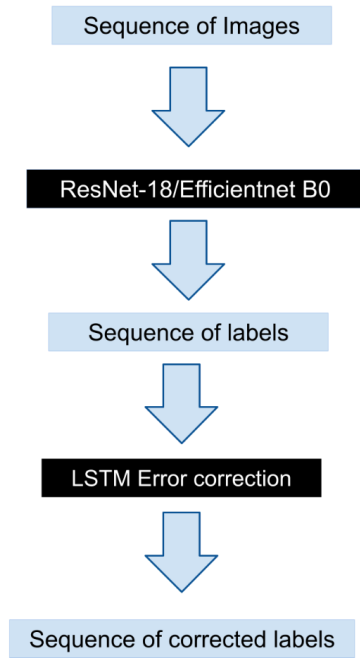 Sequence of Images
ResNet-18/Efficientnet B0
Sequence of labels
LSTM Error correction
Sequence of corrected labels